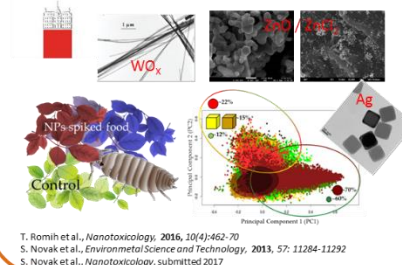 1 µm
WOx
ZnO / ZnCl2
Ag
NPs-spiked food
Control
~22%
~15%
~12%
~70%
~60%
Principal Component 2 (PC2)
Principal Component 1 (PC1)
T. Romih et al., Nanotoxicology, 2016, 10(4):462-70
S. Novak et al., Environmetal Science and Technology, 2013, 57: 11284-11292
S. Novak et al., Nanotoxicology, submitted 2017